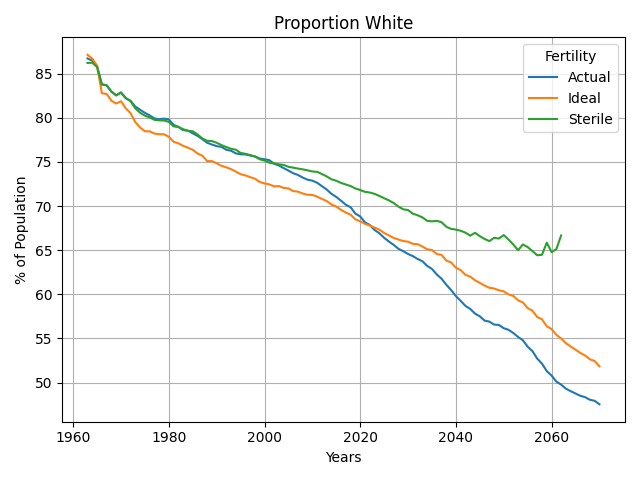 Proportion White
% of Population
85
80
75
70
65
60
55
50
Fertility
Actual
Ideal
Sterile
1960 1980 2000 2020 2040 2060
Years